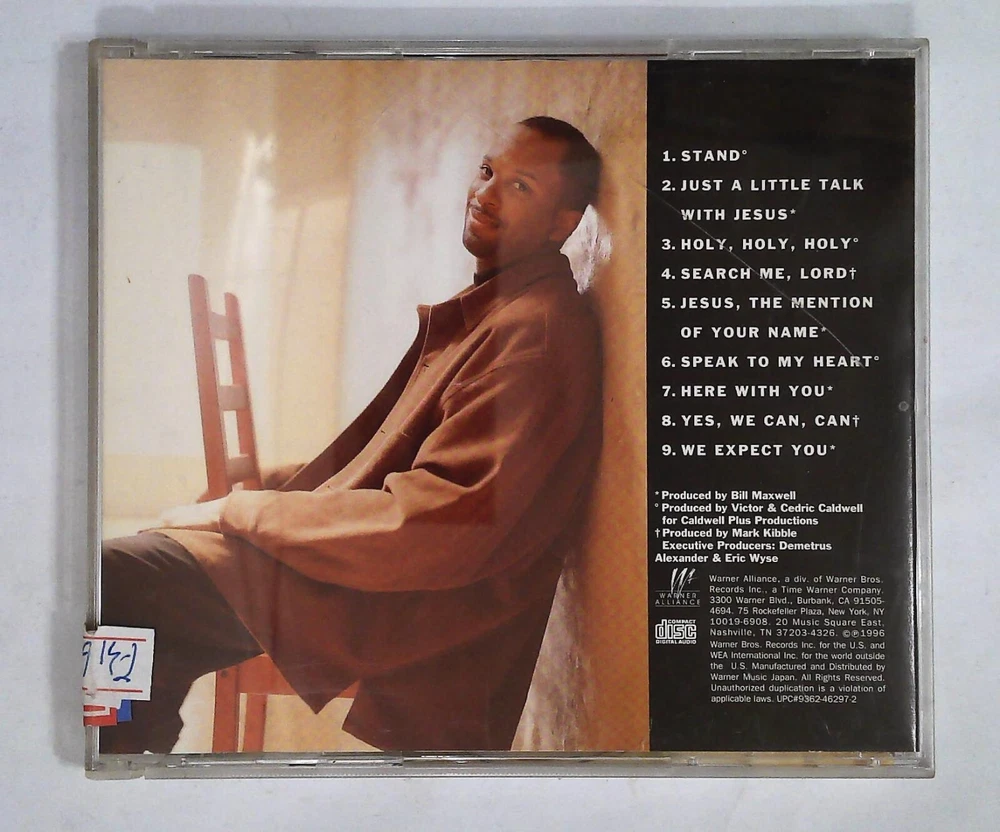 1. STAND°
2. JUST A LITTLE TALK
WITH JESUS*
3. HOLY, HOLY, HOLY°
4. SEARCH ME, LORD†
5. JESUS, THE MENTION
OF YOUR NAME*
6. SPEAK TO MY HEART°
7. HERE WITH YOU*
8. YES, WE CAN, CAN†
9. WE EXPECT YOU*
* Produced by Bill Maxwell
° Produced by Victor & Cedric Caldwell
for Caldwell Plus Productions
† Produced by Mark Kibble
Executive Producers: Demetrus
Alexander & Eric Wyse
WARNER
ALLIANCE
COMPACT
disc
DIGITAL AUDIO
Warner Alliance, a div. of Warner Bros.
Records Inc., a Time Warner Company.
3300 Warner Blvd., Burbank, CA 91505-
4694. 75 Rockefeller Plaza, New York, NY
10019-6908. 20 Music Square East,
Nashville, TN 37203-4326. ©℗1996
Warner Bros. Records Inc. for the U.S. and
WEA International Inc. for the world outside
the U.S. Manufactured and Distributed by
Warner Music Japan. All Rights Reserved.
Unauthorized duplication is a violation of
applicable laws. UPC#9362-46297-2